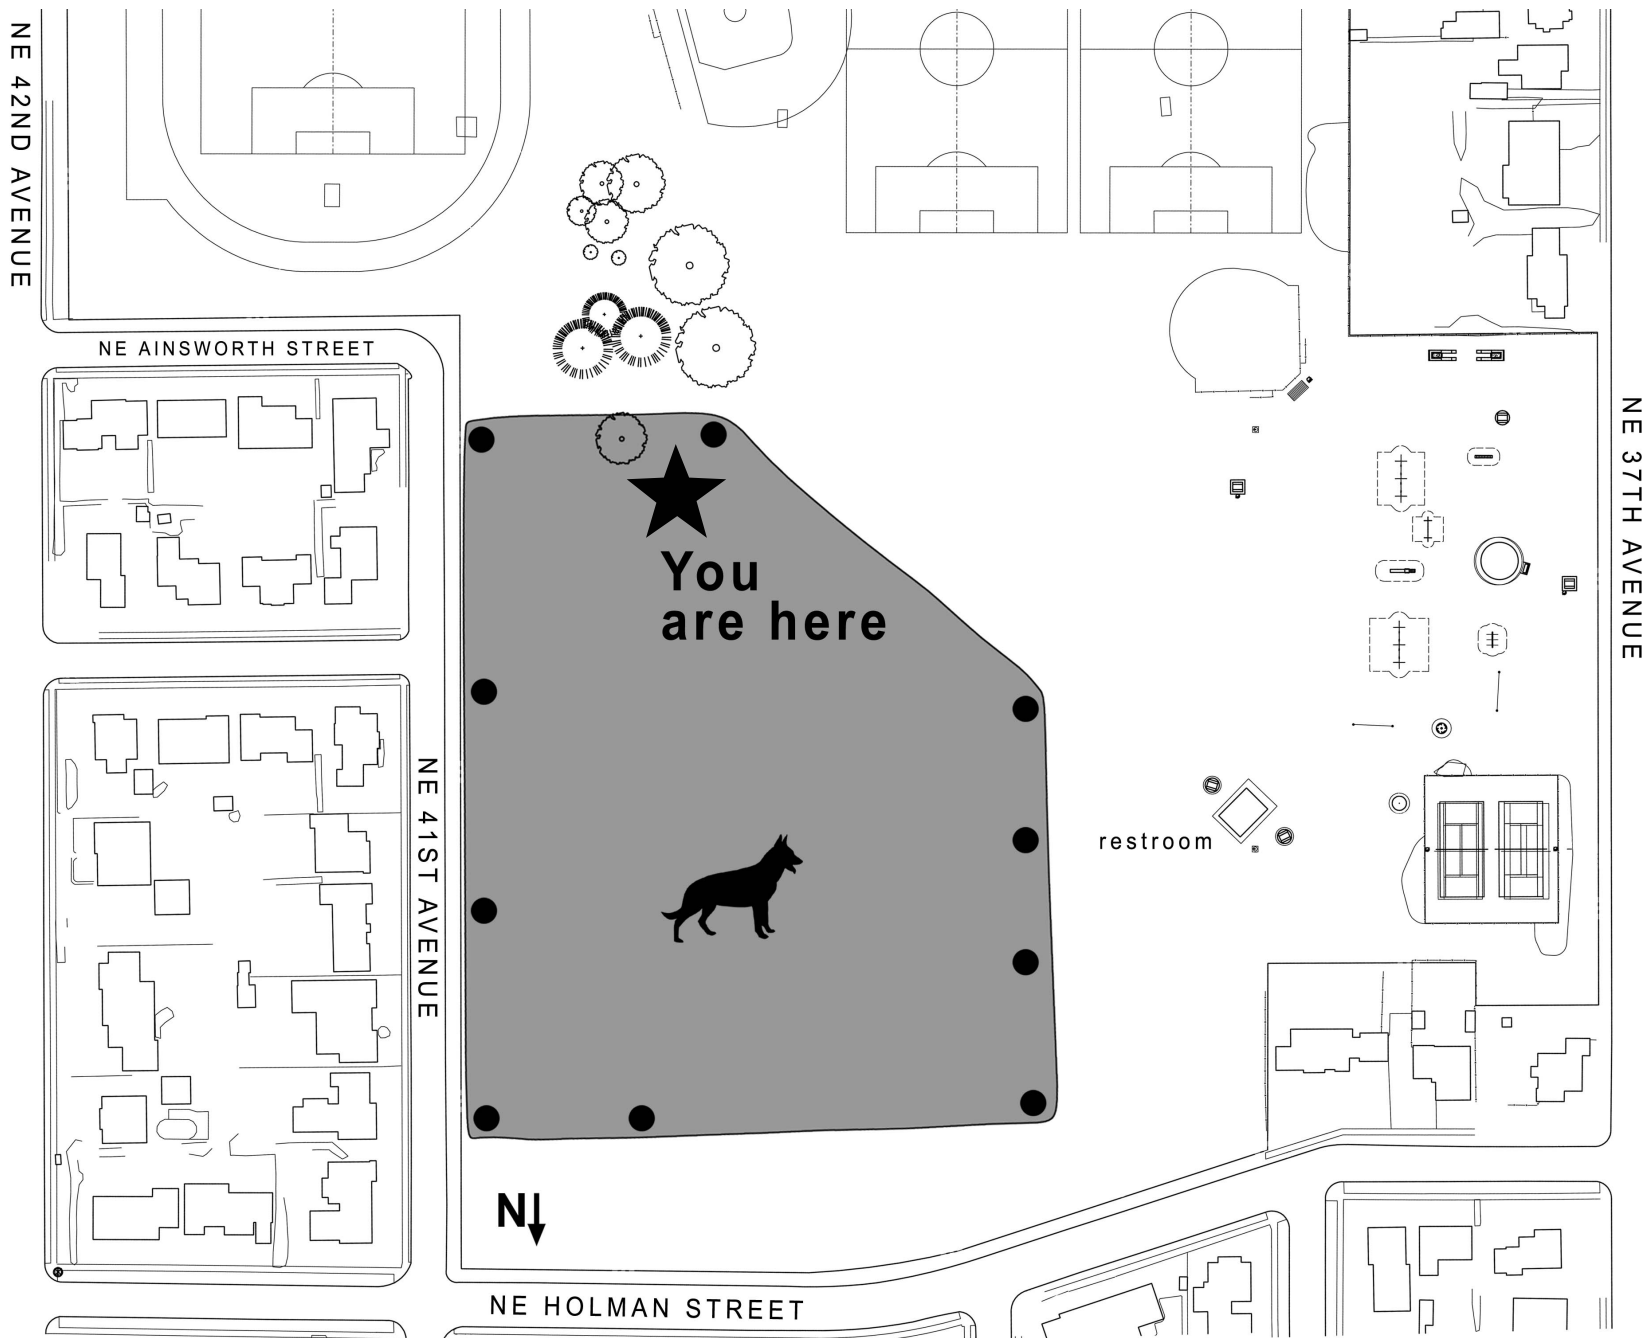 NE 42ND AVENUE
NE AINSWORTH STREET
NE 37TH AVENUE
You
are here
NE 41ST AVENUE
restroom
N
NE HOLMAN STREET